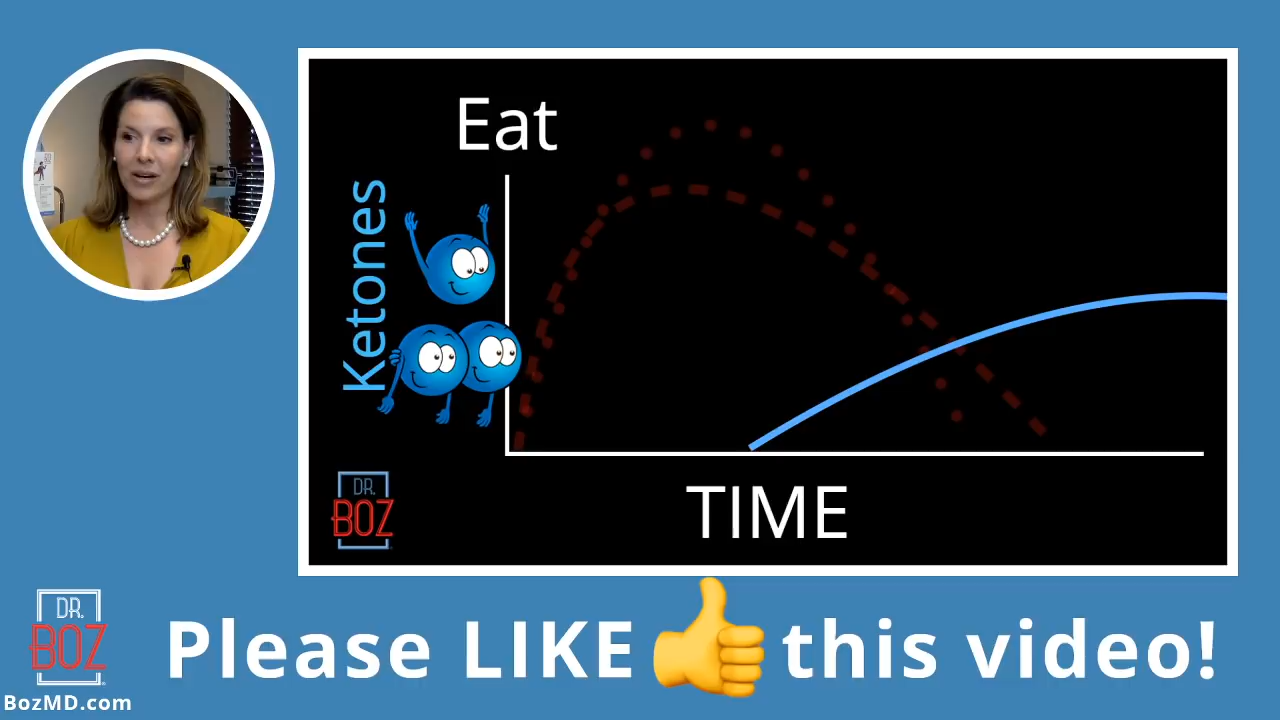 Eat
Ketones
TIME
DR.
BOZ
DR.
BOZ
Please LIKE 👍 this video!
BozMD.com